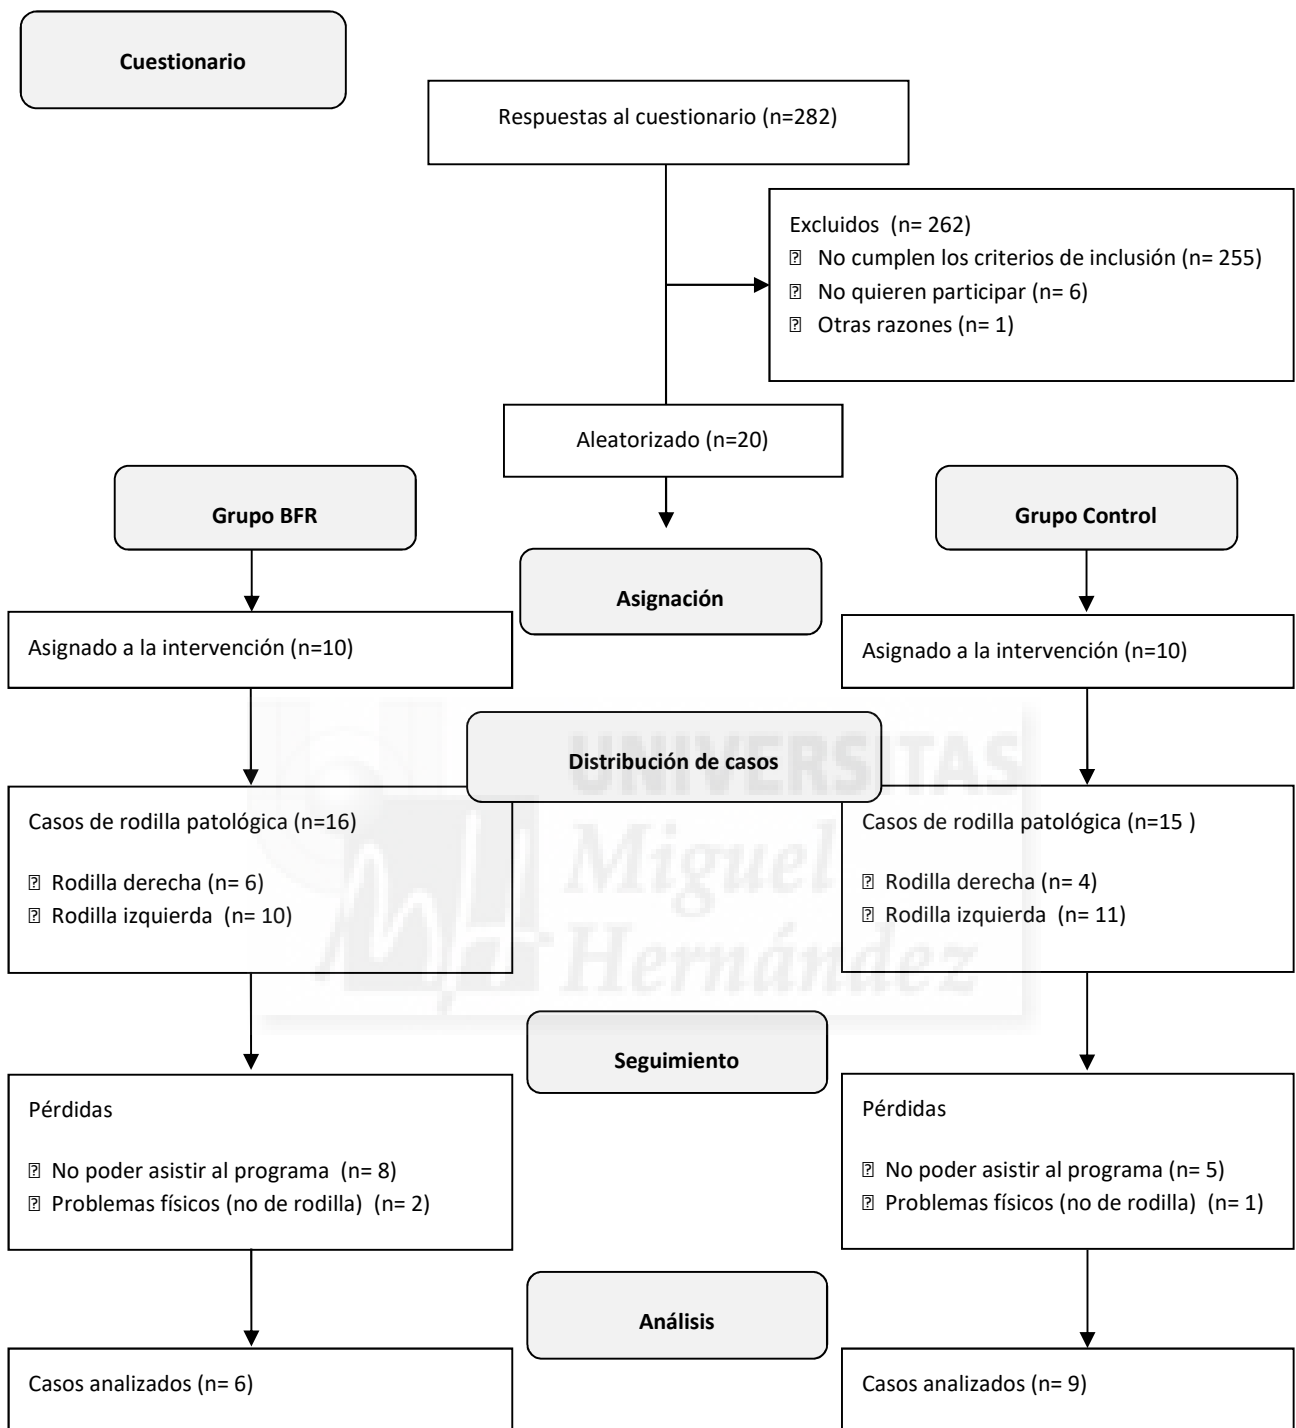 Cuestionario
Respuestas al cuestionario (n=282)
Excluidos (n= 262)
No cumplen los criterios de inclusión (n= 255)
No quieren participar (n= 6)
Otras razones (n= 1)
Aleatorizado (n=20)
Grupo BFR
Grupo Control
Asignación
Asignado a la intervención (n=10)
Asignado a la intervención (n=10)
Distribución de casos
UNIVERSITAS
Miguel
Hernández
Casos de rodilla patológica (n=16)
Rodilla derecha (n= 6)
Rodilla izquierda (n= 10)
Casos de rodilla patológica (n=15 )
Rodilla derecha (n= 4)
Rodilla izquierda (n= 11)
Seguimiento
Pérdidas
No poder asistir al programa (n= 8)
Problemas físicos (no de rodilla) (n= 2)
Pérdidas
No poder asistir al programa (n= 5)
Problemas físicos (no de rodilla) (n= 1)
Análisis
Casos analizados (n= 6)
Casos analizados (n= 9)